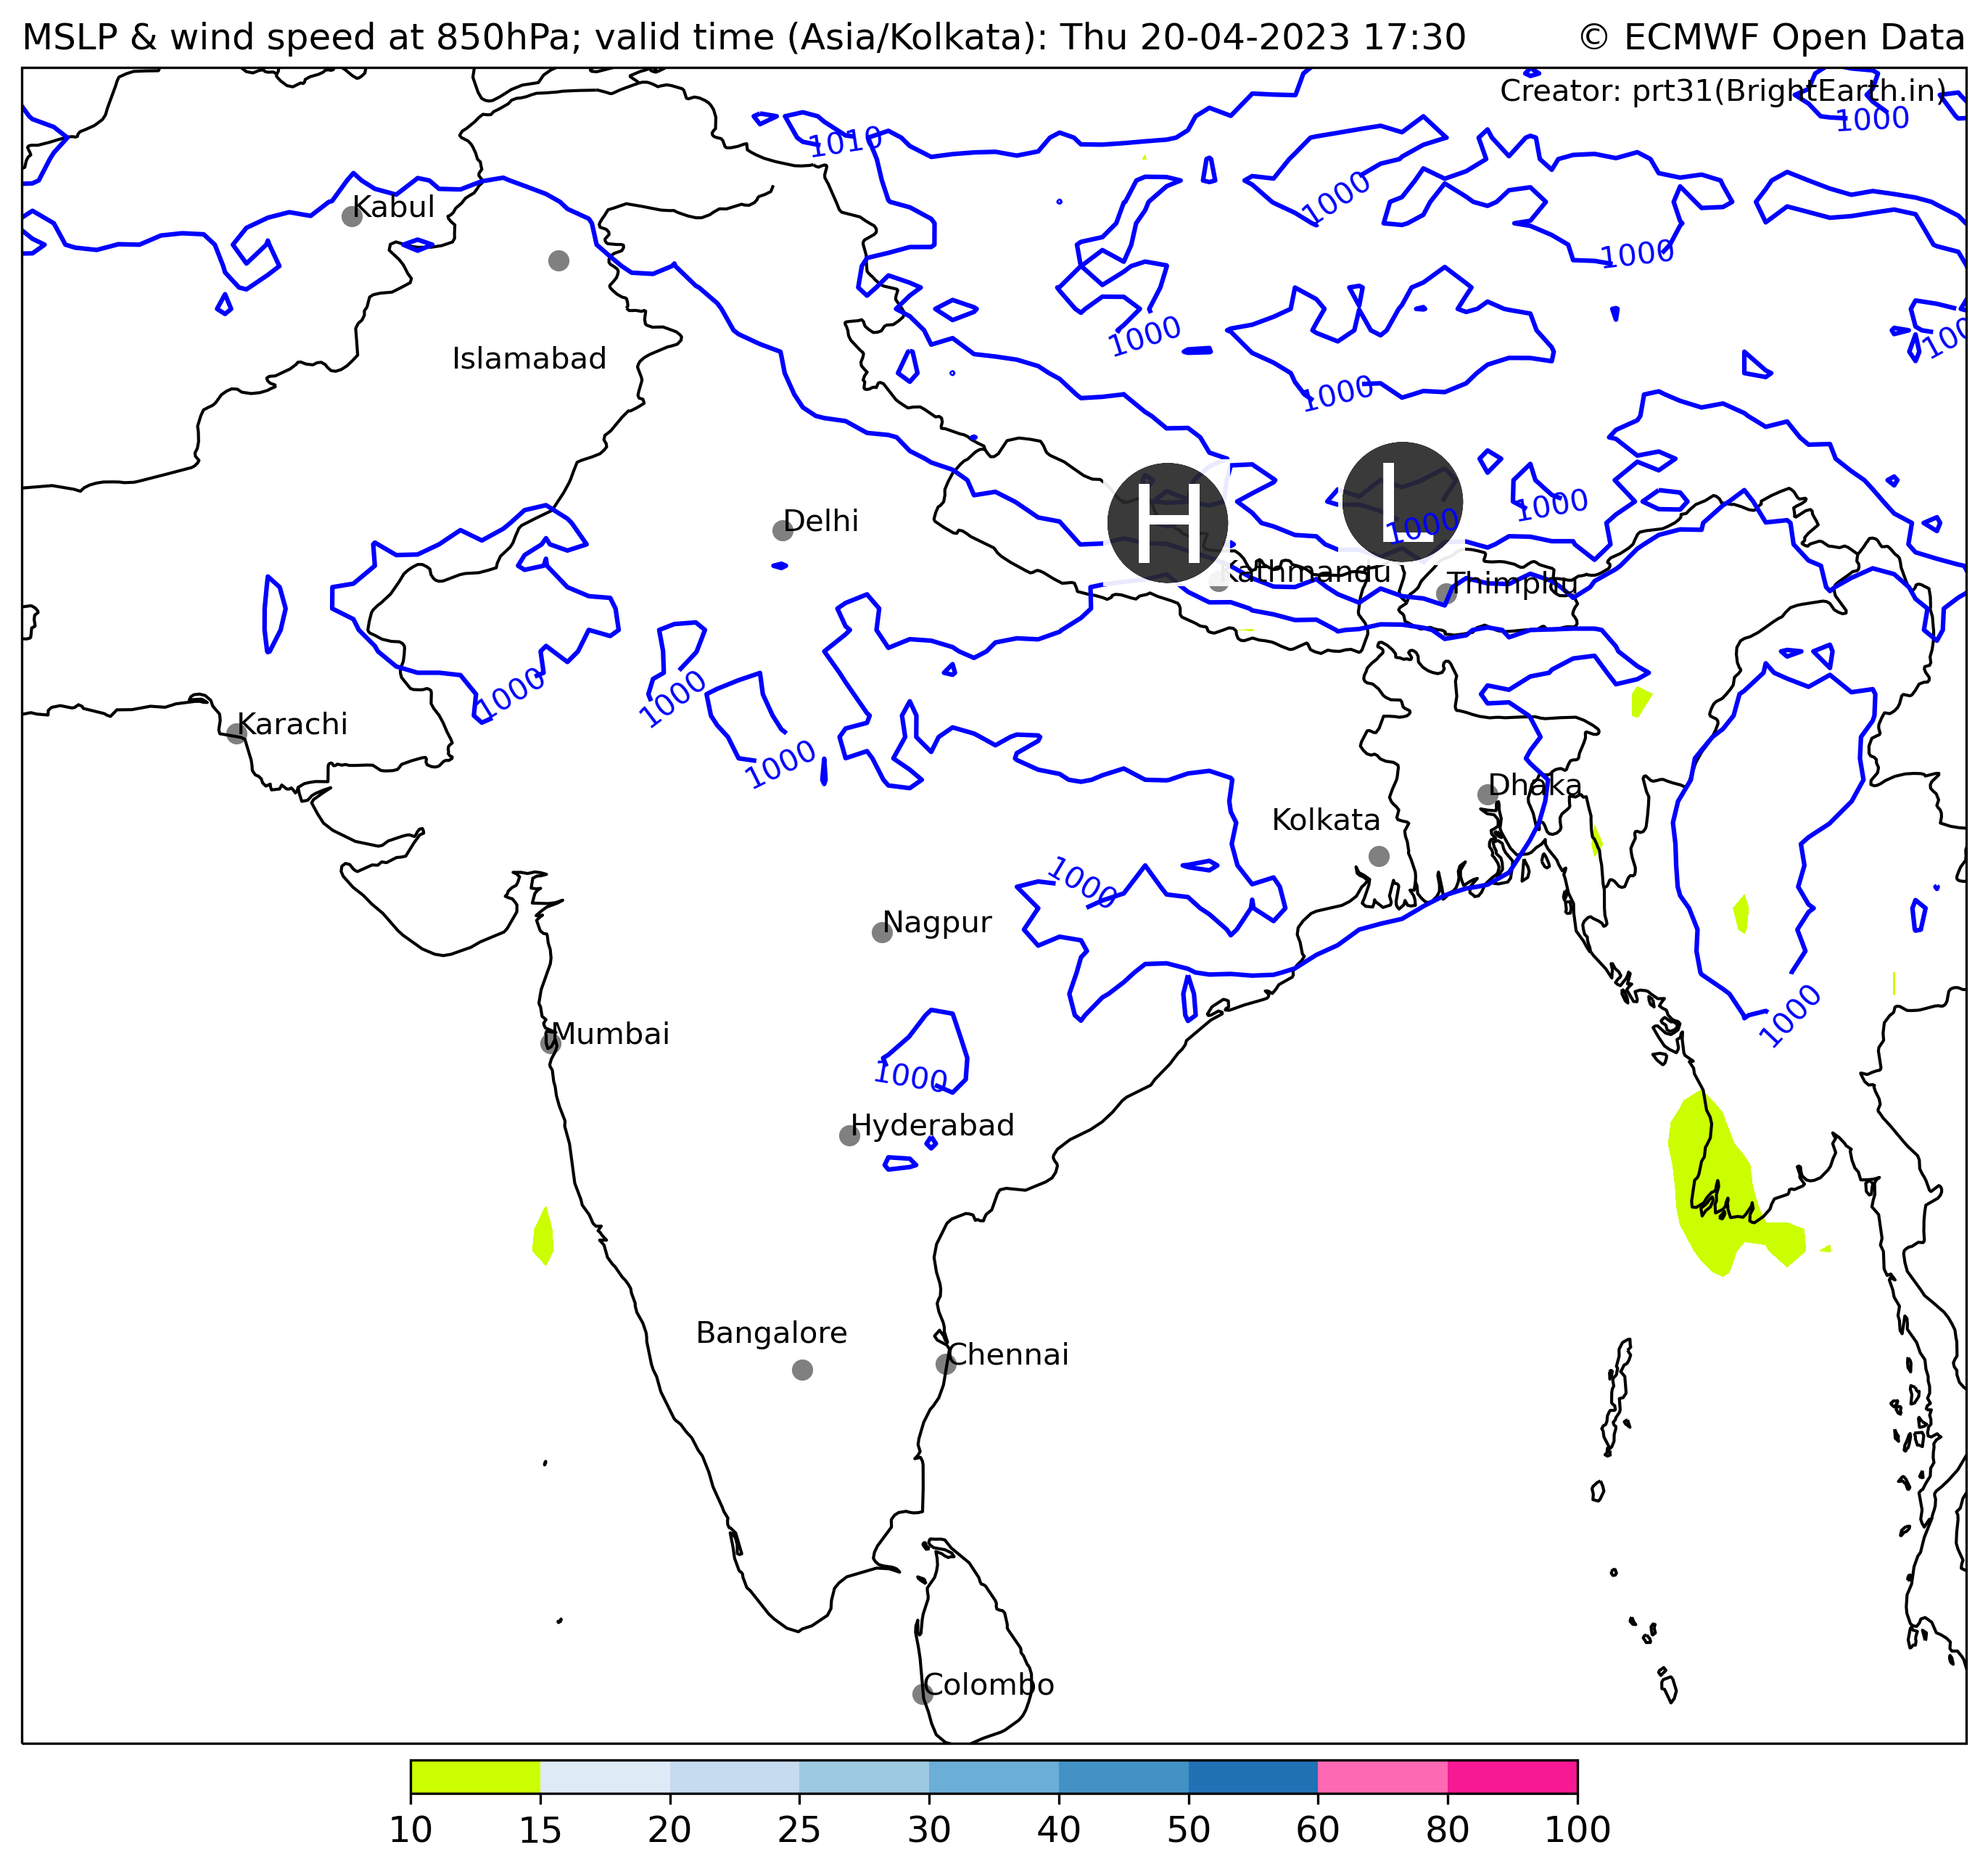 MSLP & wind speed at 850hPa; valid time (Asia/Kolkata): Thu 20-04-2023 17:30
© ECMWF Open Data
Creator: prt31(BrightEarth.in)
1000
1010
1000
Kabul
1000
1000
100
Islamabad
1000
H
L
1000
1000
Delhi
Kathmandu
Thimphu
1000
1000
Karachi
1000
Dhaka
Kolkata
1000
Nagpur
1000
Mumbai
1000
Hyderabad
Bangalore
Chennai
Colombo
10 15 20 25 30 40 50 60 80 100